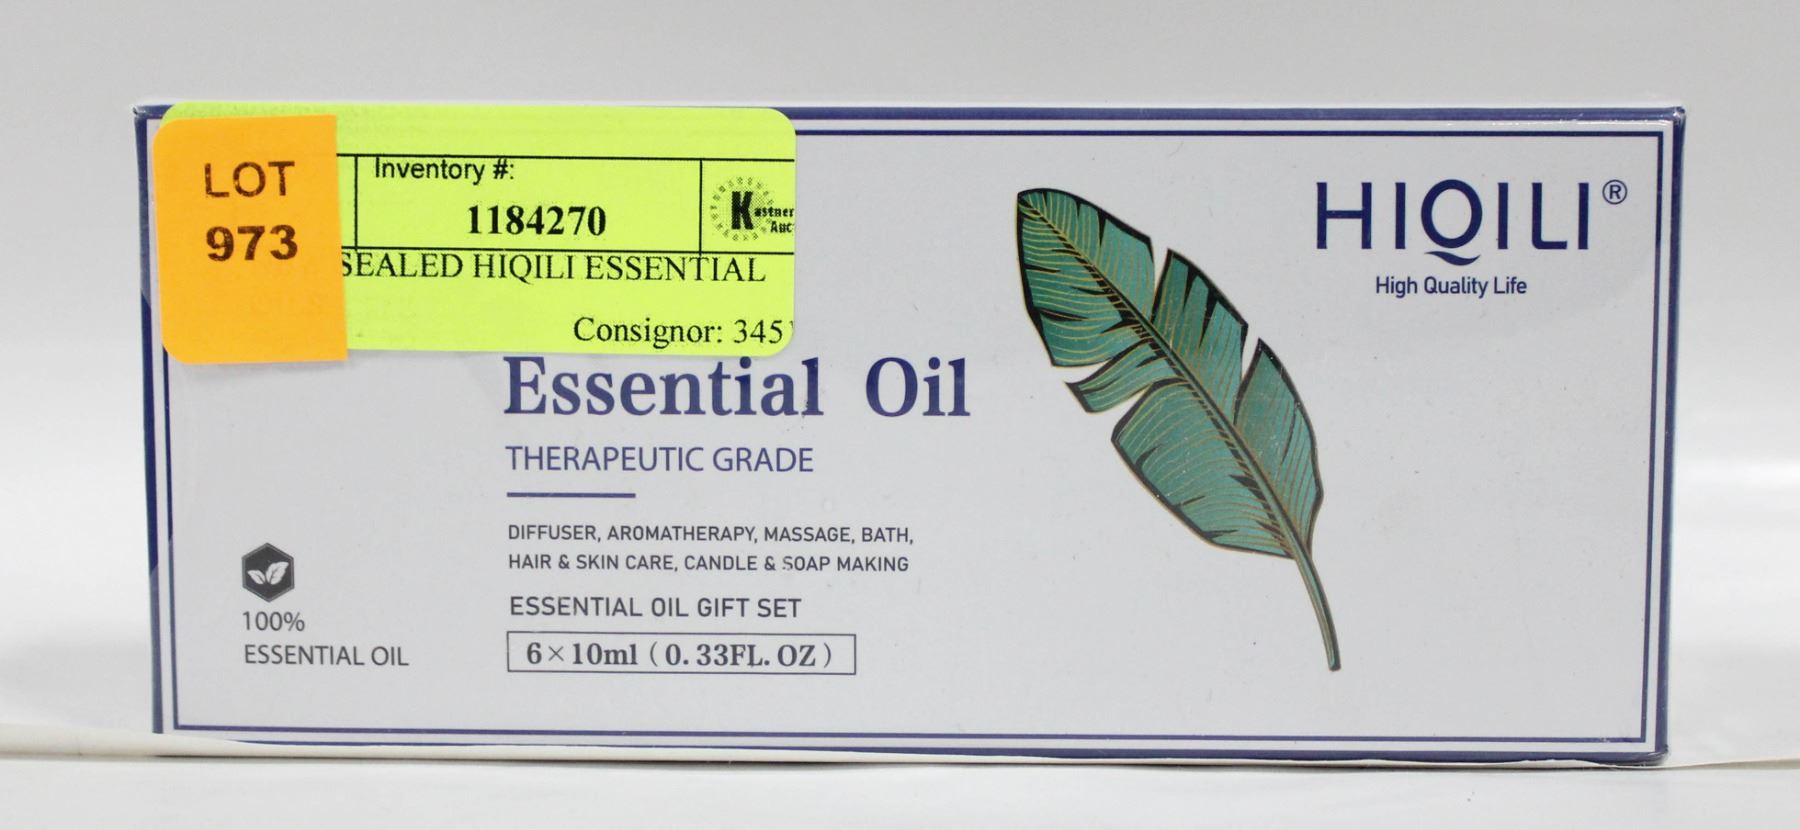 LOT
973
Inventory #:
1184270
Kastner
Auc
SEALED HIQILI ESSENTIAL
Consignor: 345
HIQILI®
High Quality Life
Essential Oil
THERAPEUTIC GRADE
DIFFUSER, AROMATHERAPY, MASSAGE, BATH,
HAIR & SKIN CARE, CANDLE & SOAP MAKING
ESSENTIAL OIL GIFT SET
6×10ml (0.33FL.OZ)
100%
ESSENTIAL OIL